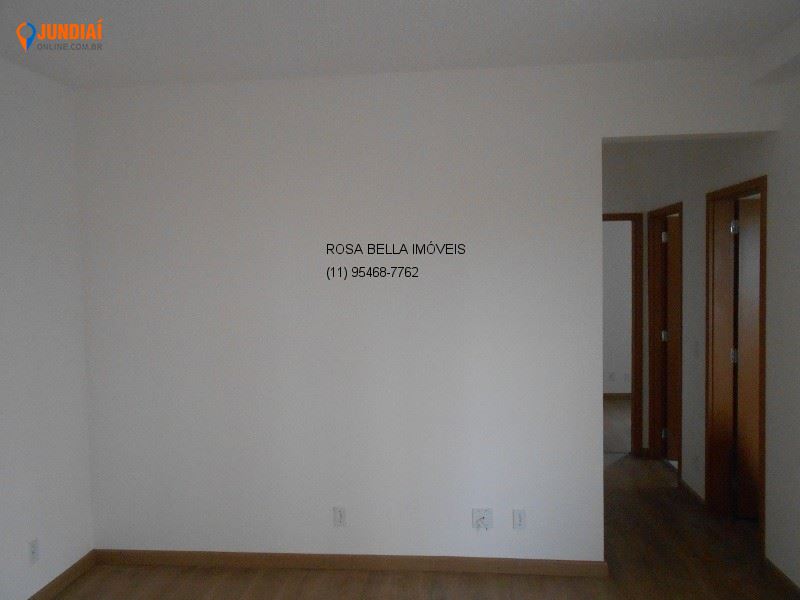 JUNDIAÍ
ONLINE.COM.BR
ROSA BELLA IMÓVEIS
(11) 95468-7762